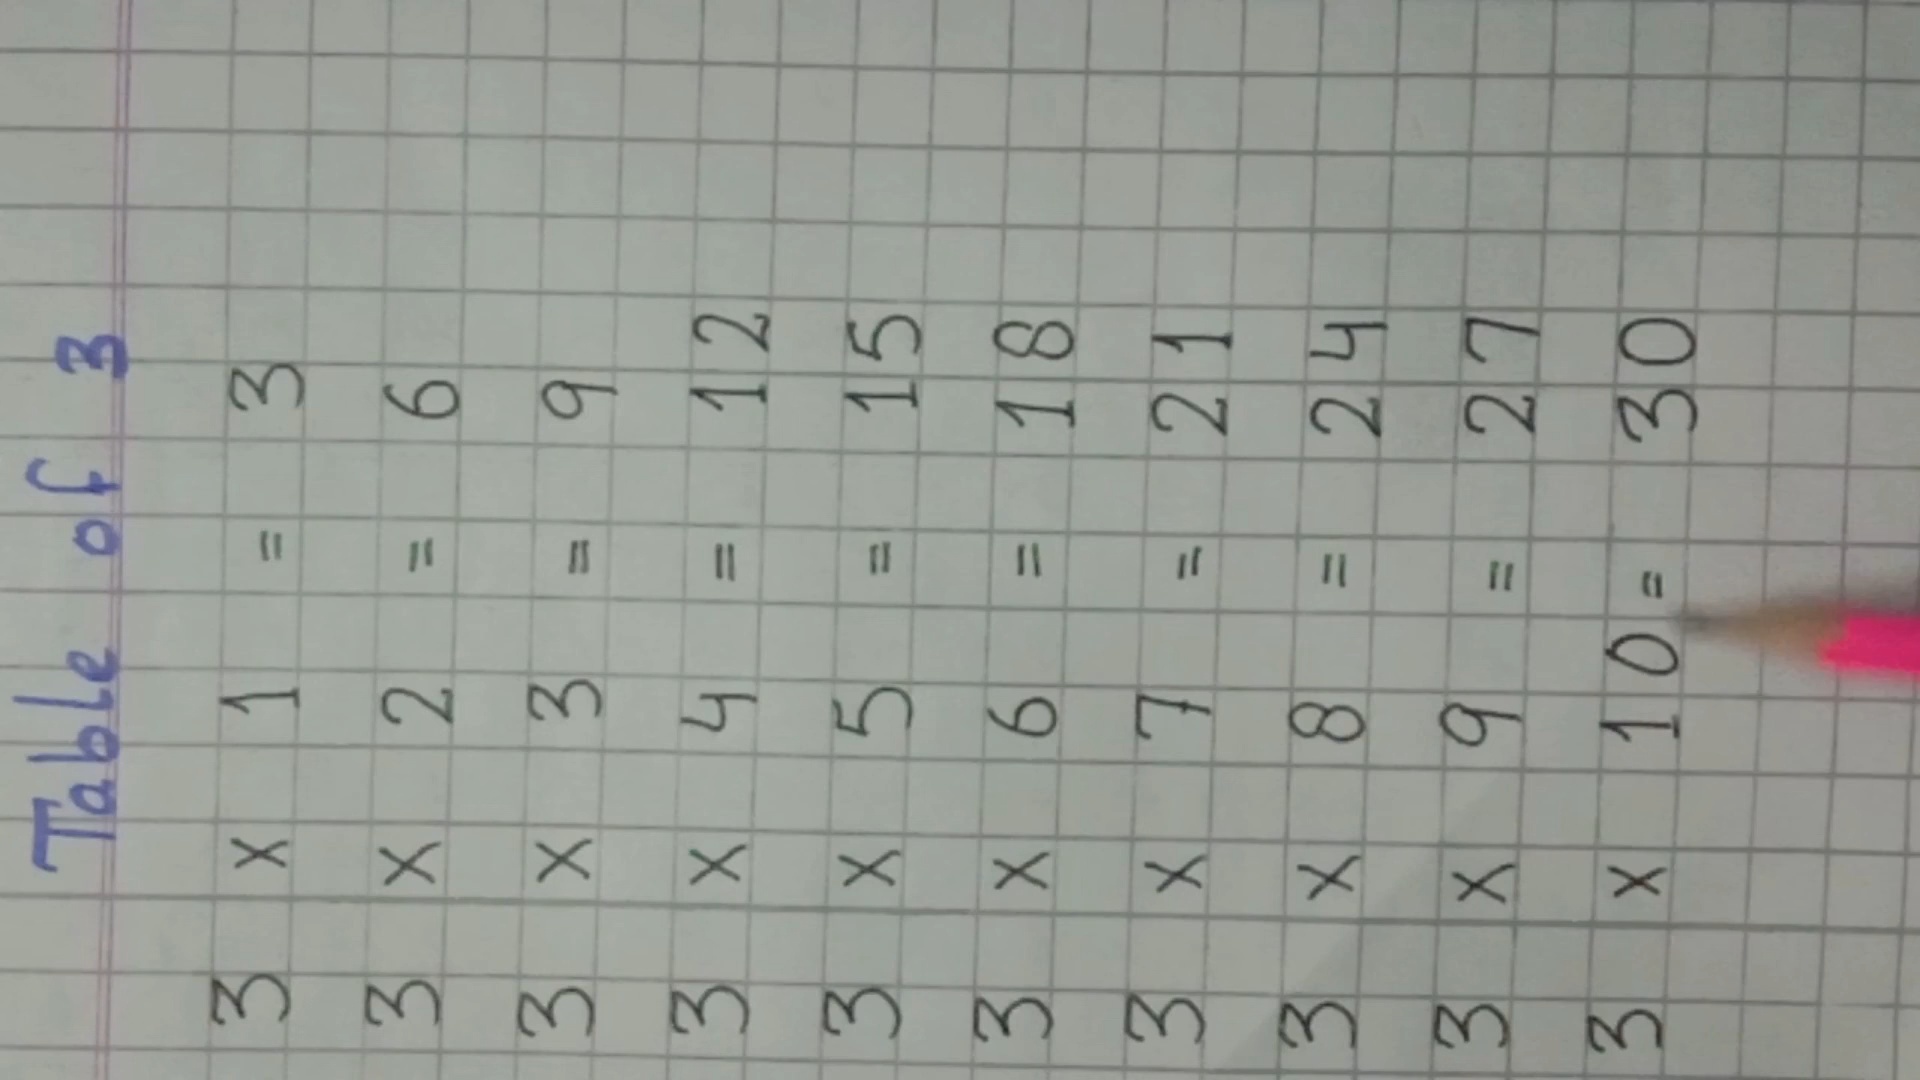 Table of 3
3 x 1 = 3
3 x 2 = 6
3 x 3 = 9
3 x 4 = 12
3 x 5 = 15
3 x 6 = 18
3 x 7 = 21
3 x 8 = 24
3 x 9 = 27
3 x 10 = 30